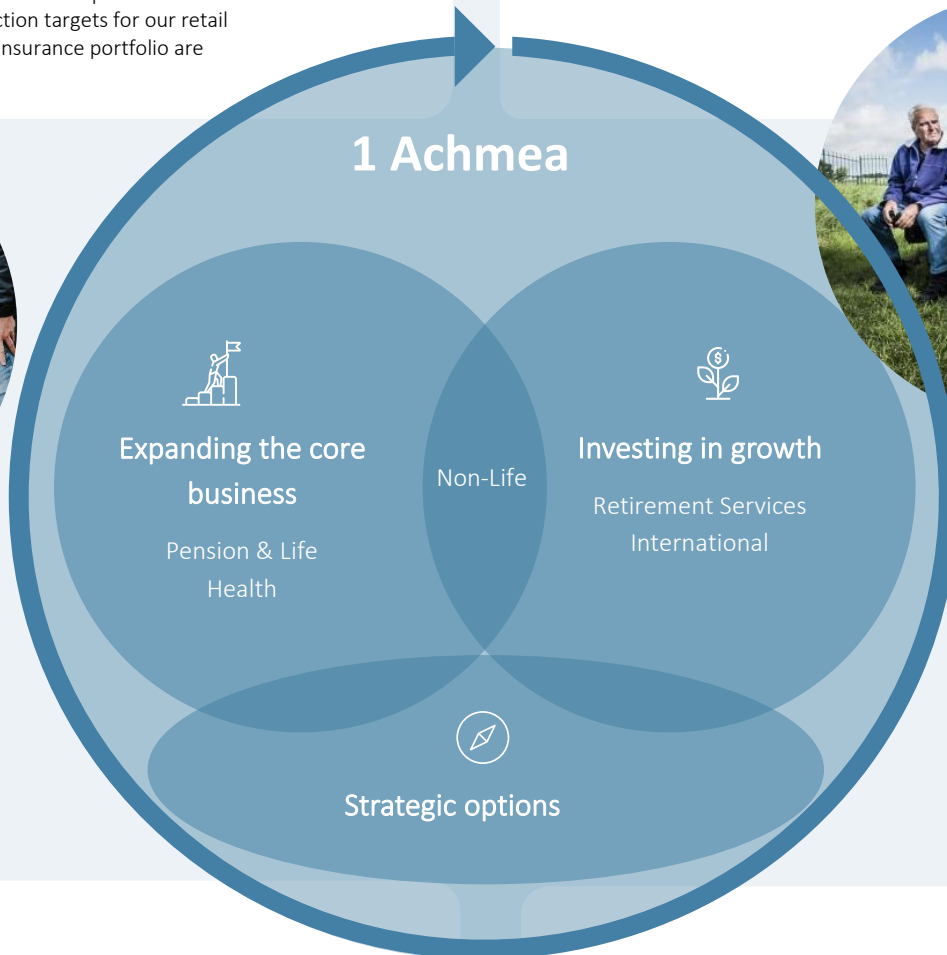 ction targets for our retail
nsurance portfolio are
1 Achmea
Expanding the core
business
Pension & Life
Health
Non-Life
Investing in growth
Retirement Services
International
Strategic options